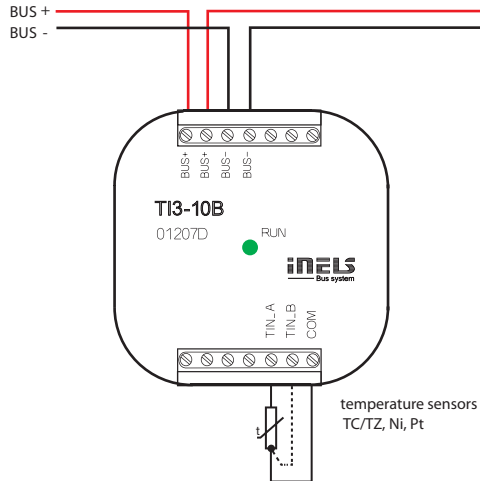 BUS +
BUS -
BUS+
BUS+
BUS-
BUS-
TI3-10B
01207D
RUN
iNELS
Bus system
TIN_A
TIN_B
COM
t
temperature sensors
TC/TZ, Ni, Pt